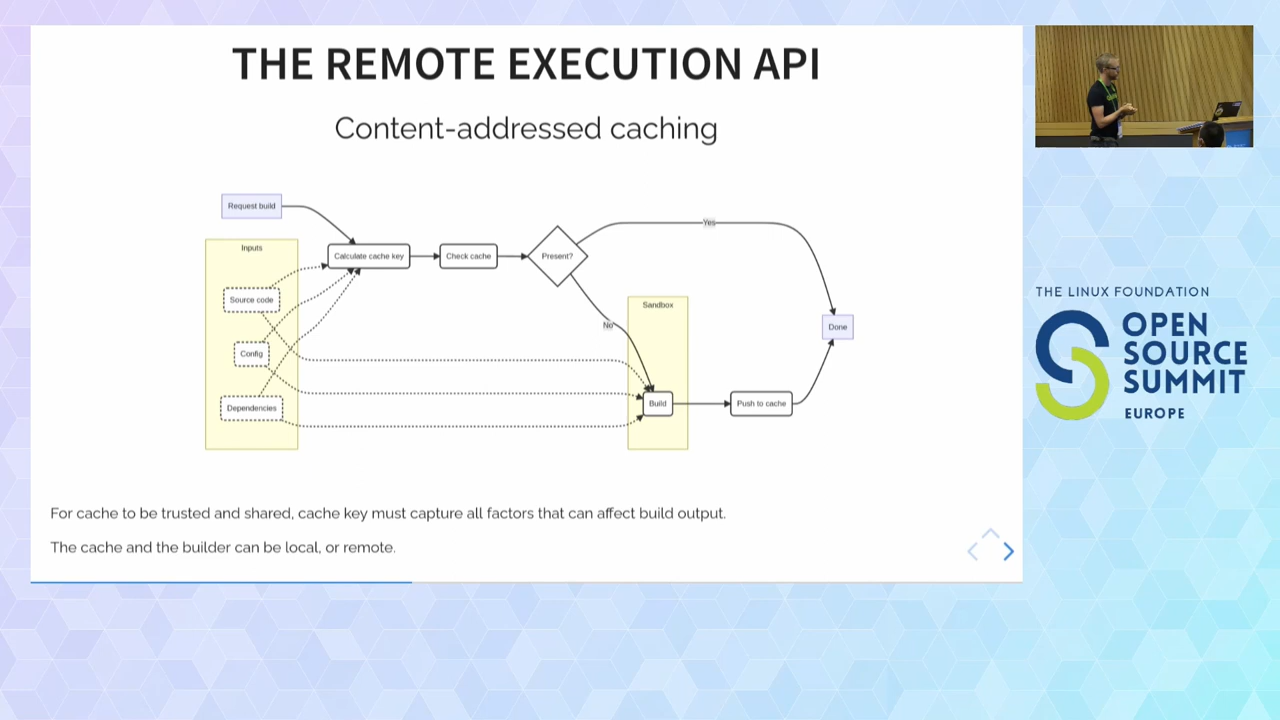 THE REMOTE EXECUTION API
Content-addressed caching
Request build
Inputs
Source code
Config
Dependencies
Calculate cache key
Check cache
Present?
Yes
No
Sandbox
Build
Push to cache
Done
For cache to be trusted and shared, cache key must capture all factors that can affect build output.
The cache and the builder can be local, or remote.
THE LINUX FOUNDATION
OPEN
SOURCE
SUMMIT
EUROPE